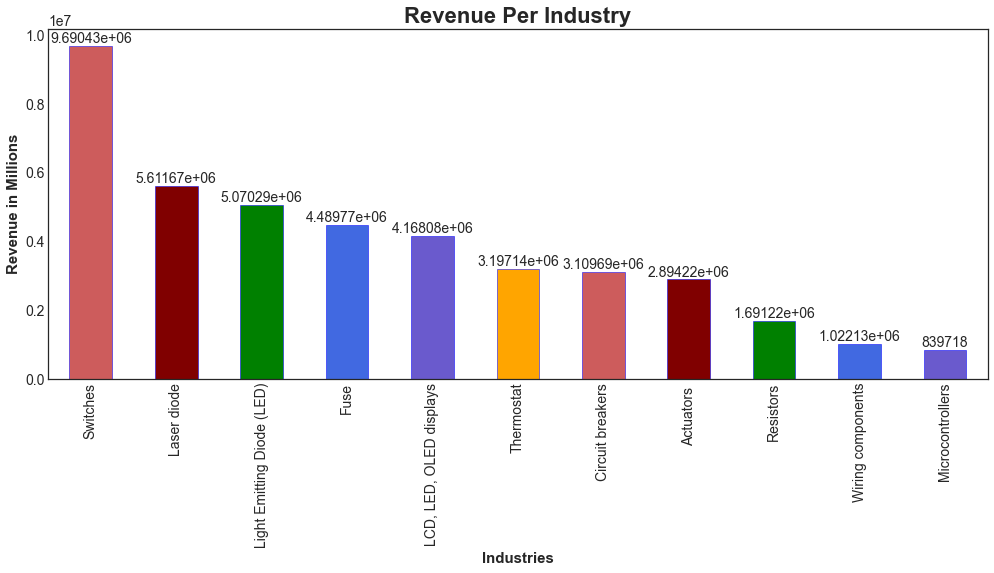 Revenue Per Industry
1e7
1.0
0.8
0.6
0.4
0.2
0.0
Revenue in Millions
9.69043e+06
5.61167e+06
5.07029e+06
4.48977e+06
4.16808e+06
3.19714e+06
3.10969e+06
2.89422e+06
1.69122e+06
1.02213e+06
839718
Switches
Laser diode
Light Emitting Diode (LED)
Fuse
LCD, LED, OLED displays
Thermostat
Circuit breakers
Actuators
Resistors
Wiring components
Microcontrollers
Industries